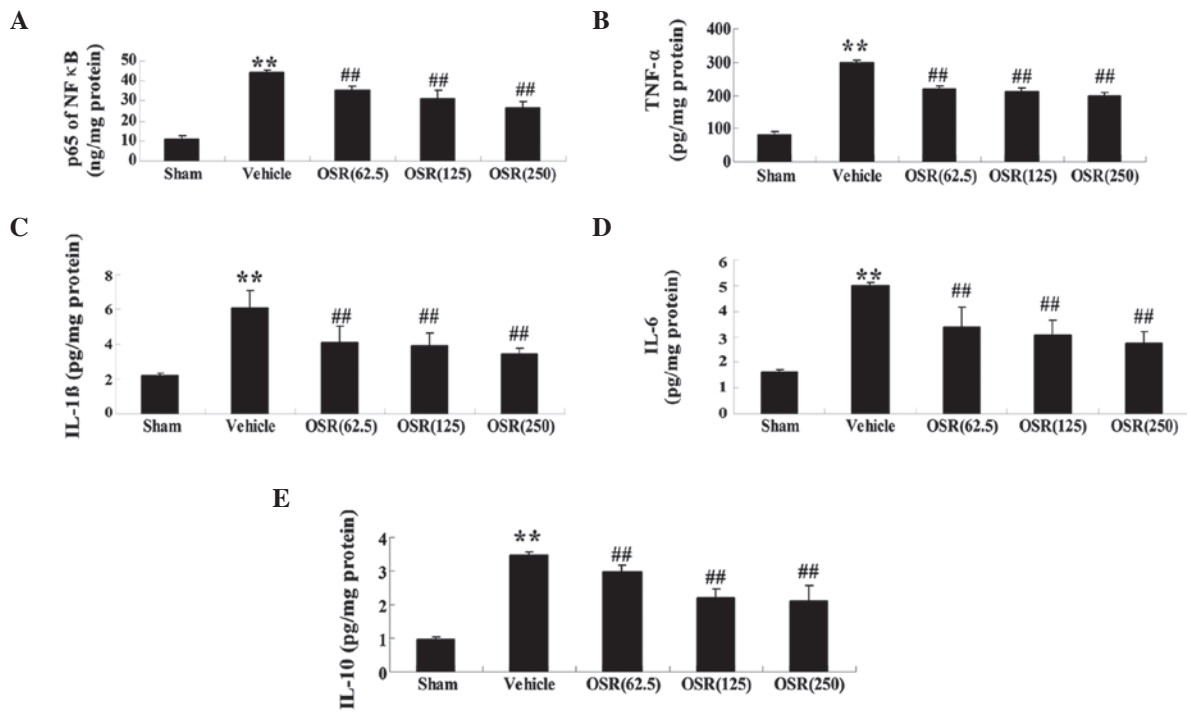 A
p65 of NF κB
(ng/mg protein)
50
40
30
20
10
0
**
##
##
##
Sham Vehicle OSR(62.5) OSR(125) OSR(250)
B
TNF-α
(pg/mg protein)
400
300
200
100
0
**
##
##
##
Sham Vehicle OSR(62.5) OSR(125) OSR(250)
C
IL-1ß (pg/mg protein)
8
6
4
2
0
**
##
##
##
Sham Vehicle OSR(62.5) OSR(125) OSR(250)
D
IL-6
(pg/mg protein)
6
5
4
3
2
1
0
**
##
##
##
Sham Vehicle OSR(62.5) OSR(125) OSR(250)
E
IL-10 (pg/mg protein)
4
3
2
1
0
**
##
##
##
Sham Vehicle OSR(62.5) OSR(125) OSR(250)